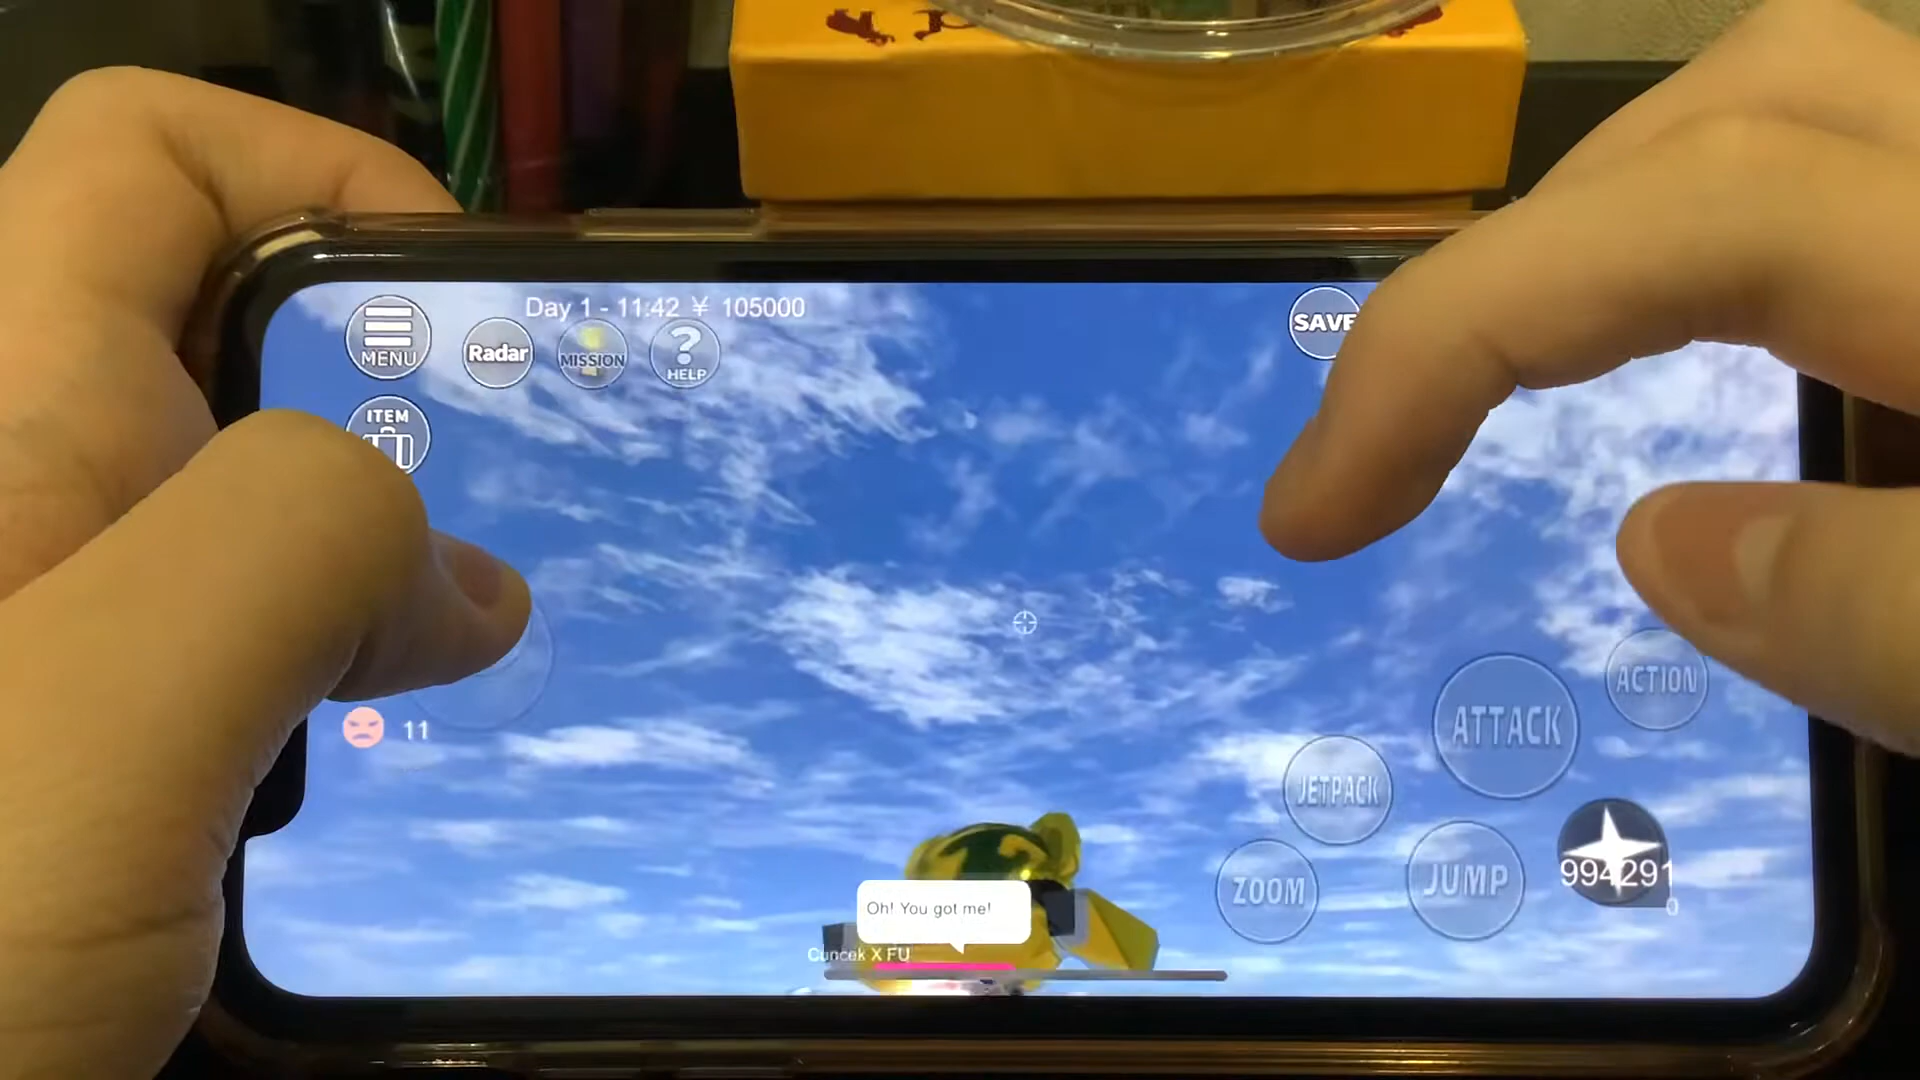 Day 1 - 11:42 ¥ 105000
SAVE
MENU
Radar
MISSION
?
HELP
ITEM
ACTION
ATTACK
11
JETPACK
994291
0
ZOOM
JUMP
Oh! You got me!
Cuncek X FU